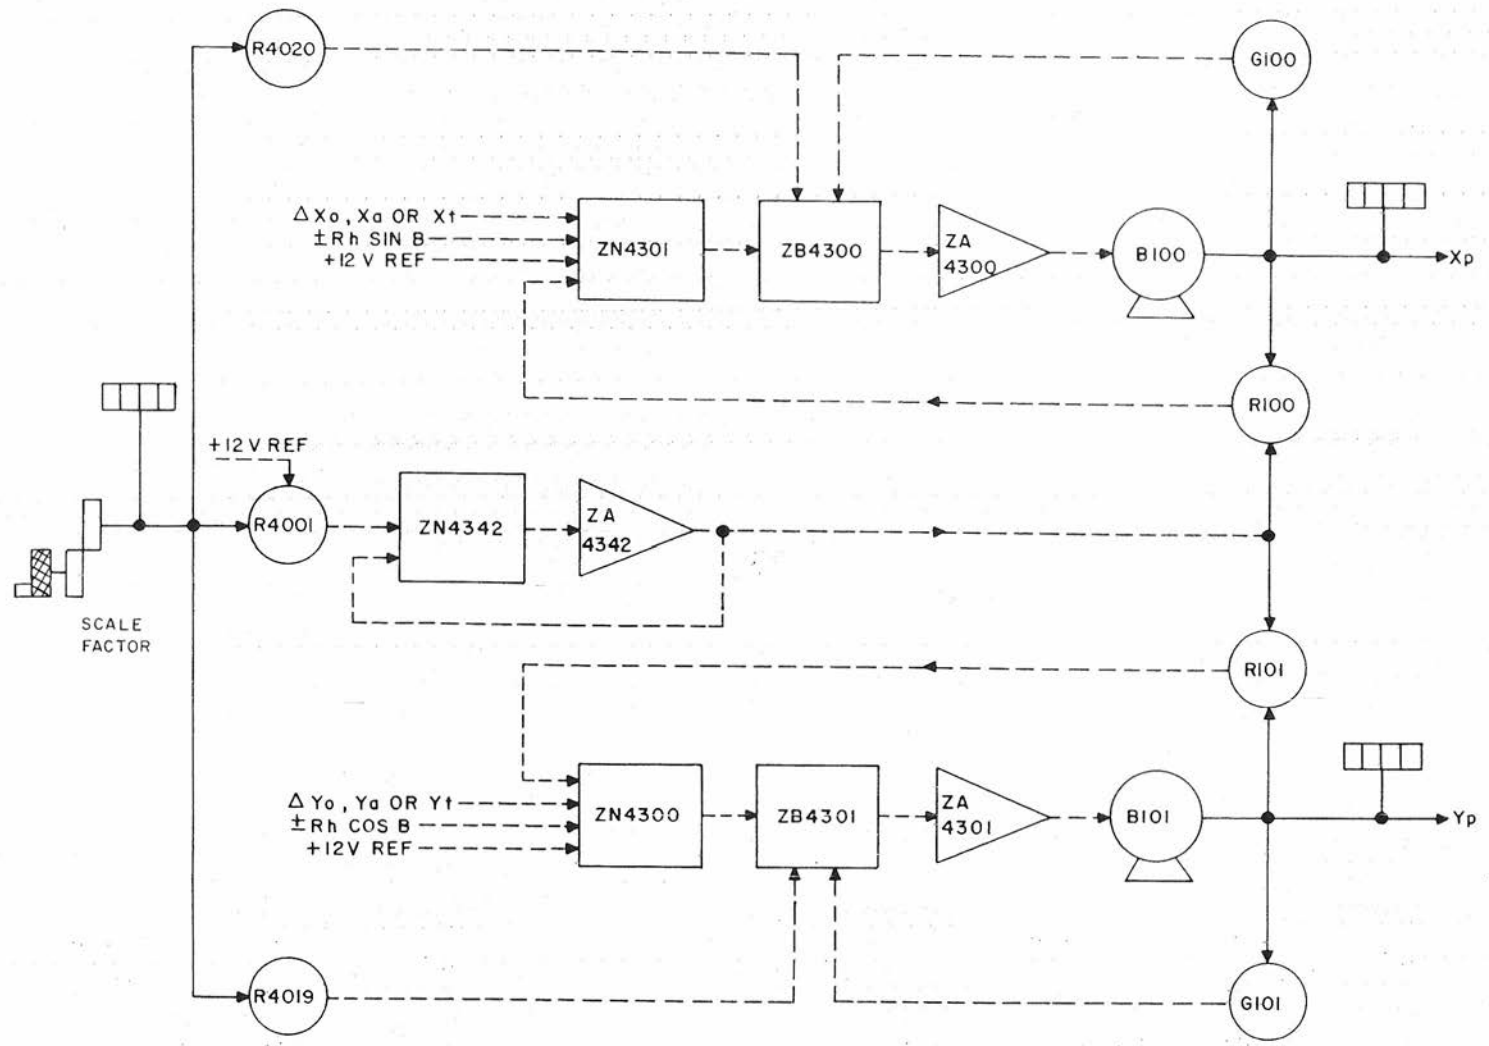 R4020
G100
Δ Xo, Xa OR Xt
±Rh SIN B
+12 V REF
ZN4301
ZB4300
ZA
4300
B100
Xp
R100
+12 V REF
R4001
ZN4342
ZA
4342
SCALE
FACTOR
R101
Δ Yo, Ya OR Yt
±Rh COS B
+12V REF
ZN4300
ZB4301
ZA
4301
B101
Yp
R4019
G101